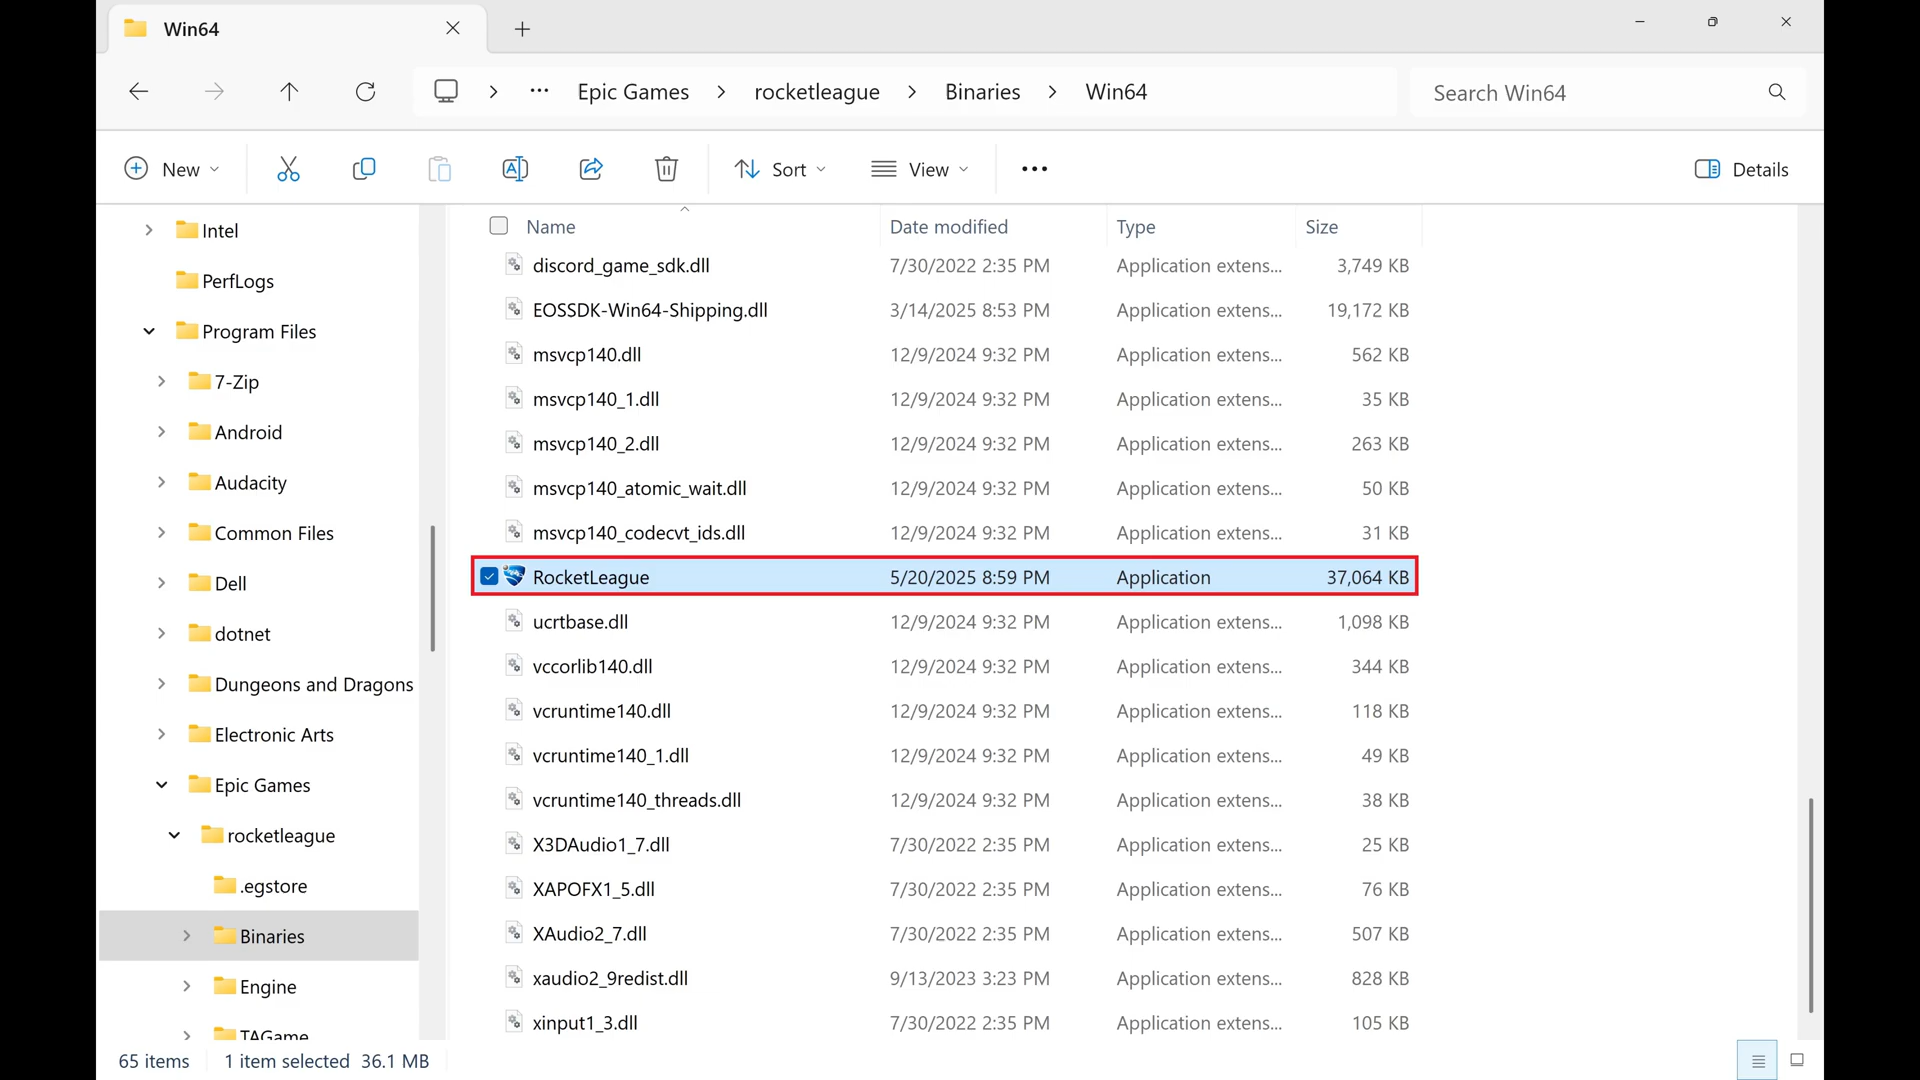 Win64
Epic Games rocketleague Binaries Win64 Search Win64
New Sort View Details
Intel
PerfLogs
Program Files
7-Zip
Android
Audacity
Common Files
Dell
dotnet
Dungeons and Dragons
Electronic Arts
Epic Games
rocketleague
.egstore
Binaries
Engine
TAGame
Name Date modified Type Size
discord_game_sdk.dll 7/30/2022 2:35 PM Application extens... 3,749 KB
EOSSDK-Win64-Shipping.dll 3/14/2025 8:53 PM Application extens... 19,172 KB
msvcp140.dll 12/9/2024 9:32 PM Application extens... 562 KB
msvcp140_1.dll 12/9/2024 9:32 PM Application extens... 35 KB
msvcp140_2.dll 12/9/2024 9:32 PM Application extens... 263 KB
msvcp140_atomic_wait.dll 12/9/2024 9:32 PM Application extens... 50 KB
msvcp140_codecvt_ids.dll 12/9/2024 9:32 PM Application extens... 31 KB
RocketLeague 5/20/2025 8:59 PM Application 37,064 KB
ucrtbase.dll 12/9/2024 9:32 PM Application extens... 1,098 KB
vccorlib140.dll 12/9/2024 9:32 PM Application extens... 344 KB
vcruntime140.dll 12/9/2024 9:32 PM Application extens... 118 KB
vcruntime140_1.dll 12/9/2024 9:32 PM Application extens... 49 KB
vcruntime140_threads.dll 12/9/2024 9:32 PM Application extens... 38 KB
X3DAudio1_7.dll 7/30/2022 2:35 PM Application extens... 25 KB
XAPOFX1_5.dll 7/30/2022 2:35 PM Application extens... 76 KB
XAudio2_7.dll 7/30/2022 2:35 PM Application extens... 507 KB
xaudio2_9redist.dll 9/13/2023 3:23 PM Application extens... 828 KB
xinput1_3.dll 7/30/2022 2:35 PM Application extens... 105 KB
65 items 1 item selected 36.1 MB